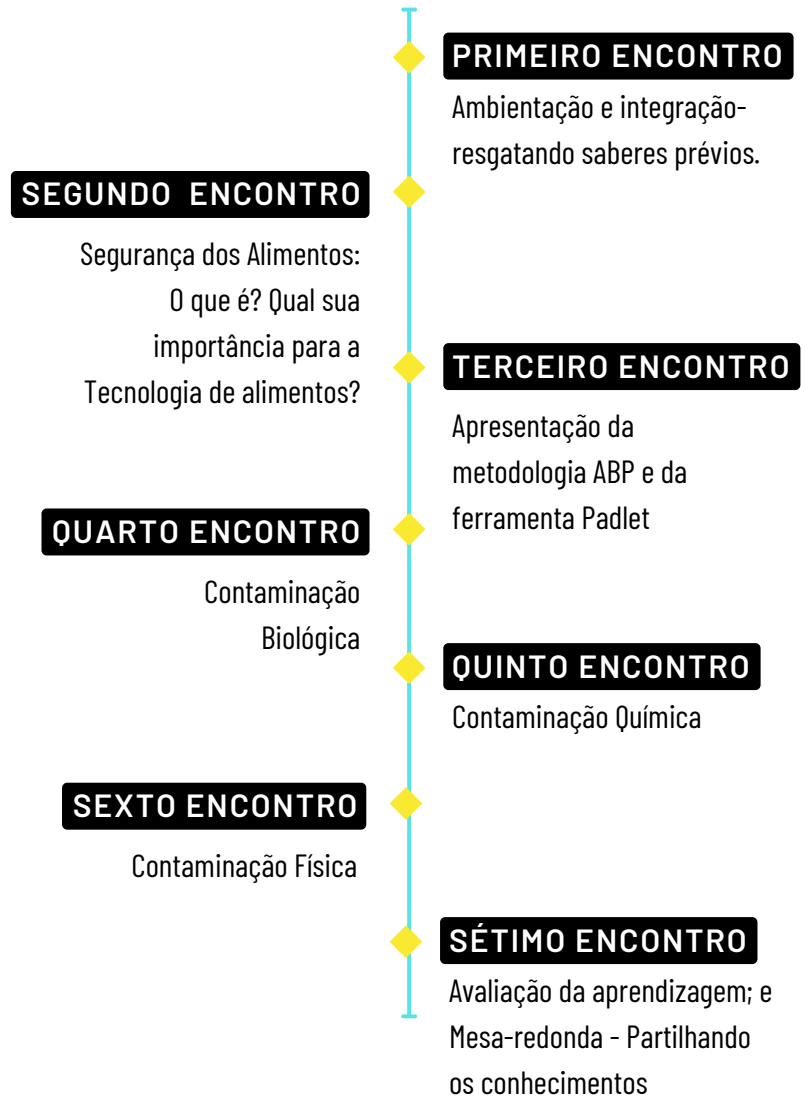 PRIMEIRO ENCONTRO
Ambientação e integração-
resgatando saberes prévios.
SEGUNDO ENCONTRO
Segurança dos Alimentos:
O que é? Qual sua
importância para a
Tecnologia de alimentos?
TERCEIRO ENCONTRO
Apresentação da
metodologia ABP e da
ferramenta Padlet
QUARTO ENCONTRO
Contaminação
Biológica
QUINTO ENCONTRO
Contaminação Química
SEXTO ENCONTRO
Contaminação Física
SÉTIMO ENCONTRO
Avaliação da aprendizagem; e
Mesa-redonda - Partilhando
os conhecimentos